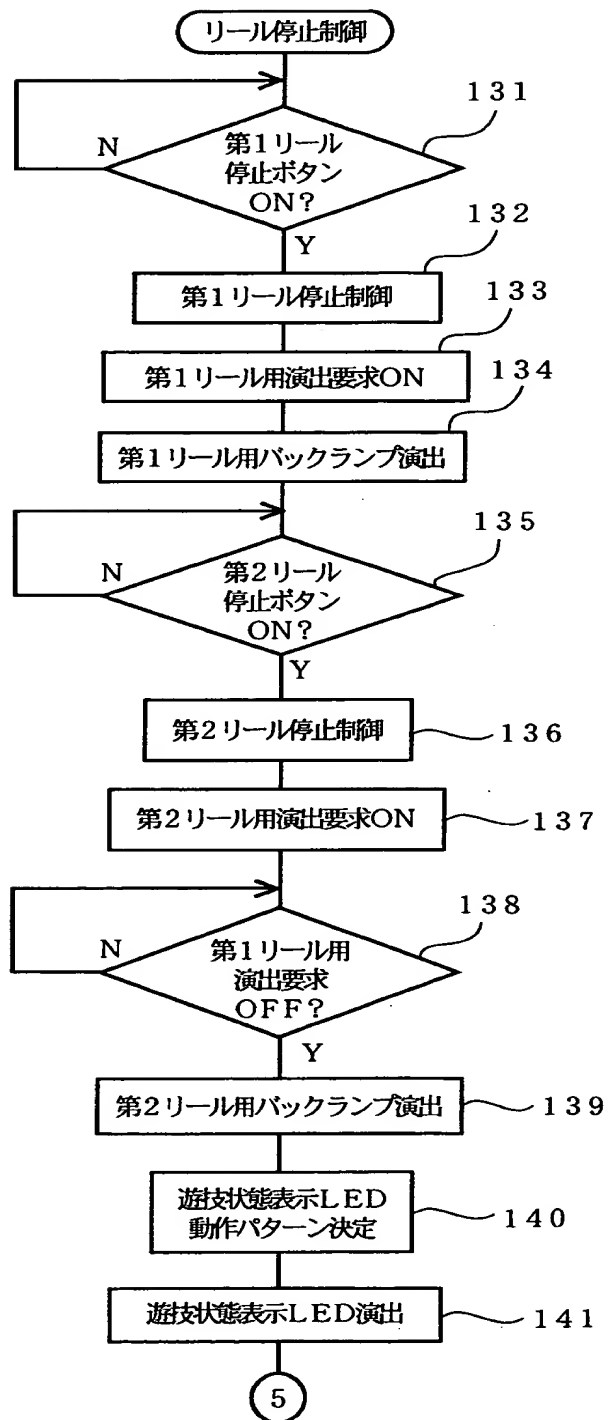 リール停止制御
131
N
第1リール
停止ボタン
ON?
Y
132
第1リール停止制御
133
第1リール用演出要求ON
134
第1リール用バックランプ演出
135
N
第2リール
停止ボタン
ON?
Y
第2リール停止制御
136
第2リール用演出要求ON
137
138
N
第1リール用
演出要求
OFF?
Y
第2リール用バックランプ演出
139
遊技状態表示LED
動作パターン決定
140
遊技状態表示LED演出
141
5